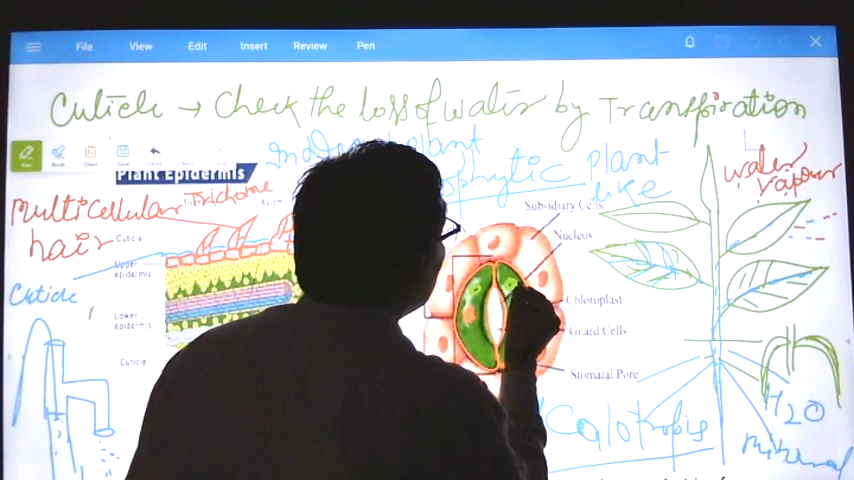 File View Edit Insert Review Pen
Cuticle → Check the loss of water by Transpiration
plant
Plant Epidermis
phytic plant
like
water
vapour
Multicellular Trichome
hair
Subsidiary Cells
Nucleus
Cuticle
Upper
epidermis
Cuticle
Chloroplast
Lower
epidermis
Guard Cells
Cuticle
Stomatal Pore
Calotropis
H2O